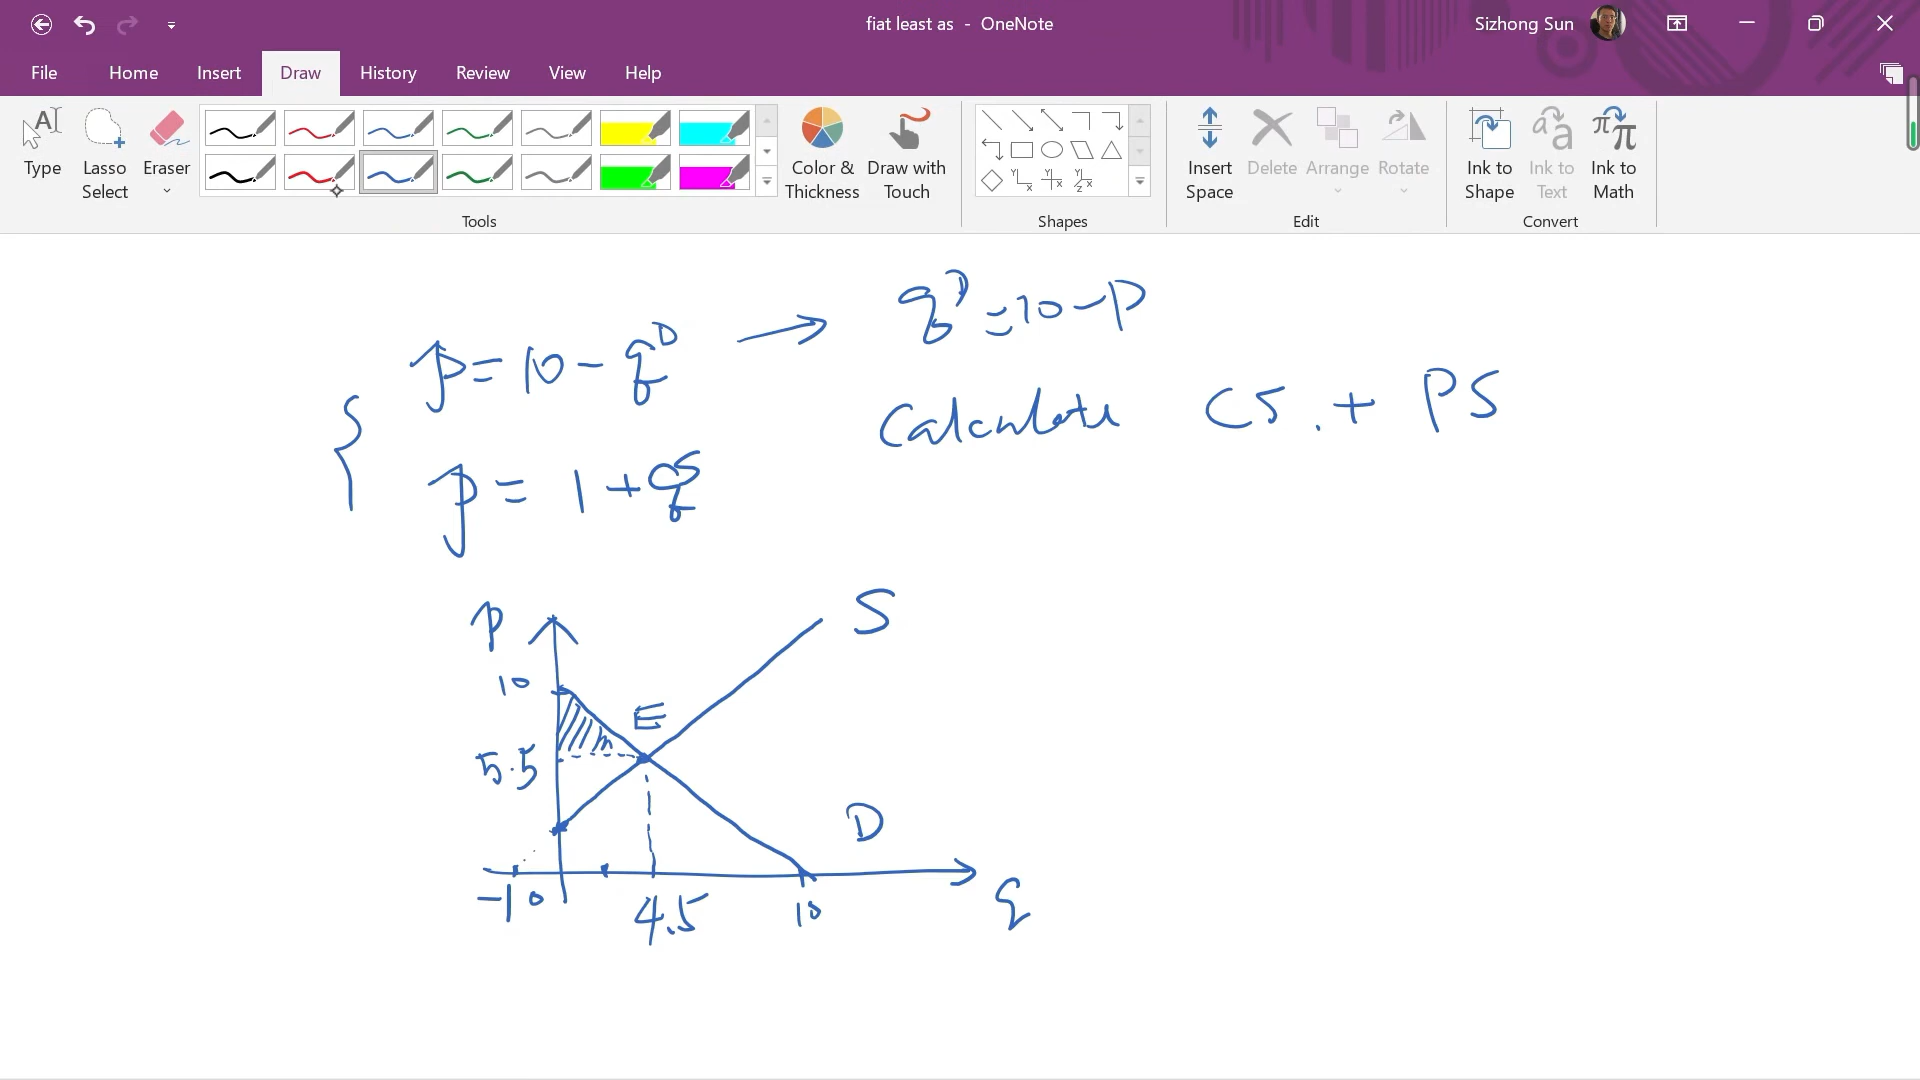 fiat least as - OneNote
Sizhong Sun
File Home Insert Draw History Review View Help
Type
Lasso Select
Eraser
Color & Thickness
Draw with Touch
Insert Space
Delete
Arrange
Rotate
Ink to Shape
Ink to Text
Ink to Math
Tools
Shapes
Edit
Convert
q^D = 10 - P
p = 10 - q^D
Calculate CS. + PS
p = 1 + q^S
P
S
10
E
5.5
D
-1 0 4.5 10 q